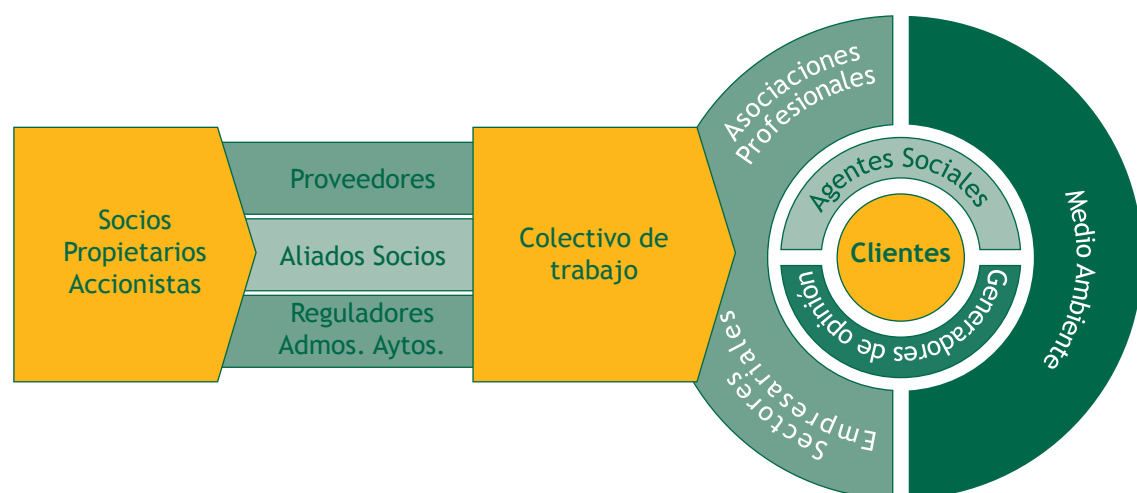 Socios
Propietarios
Accionistas
Proveedores
Aliados Socios
Reguladores
Admos. Aytos.
Colectivo de
trabajo
Asociaciones
Profesionales
Sectores
Empresariales
Agentes Sociales
Clientes
Generadores de opinión
Medio Ambiente